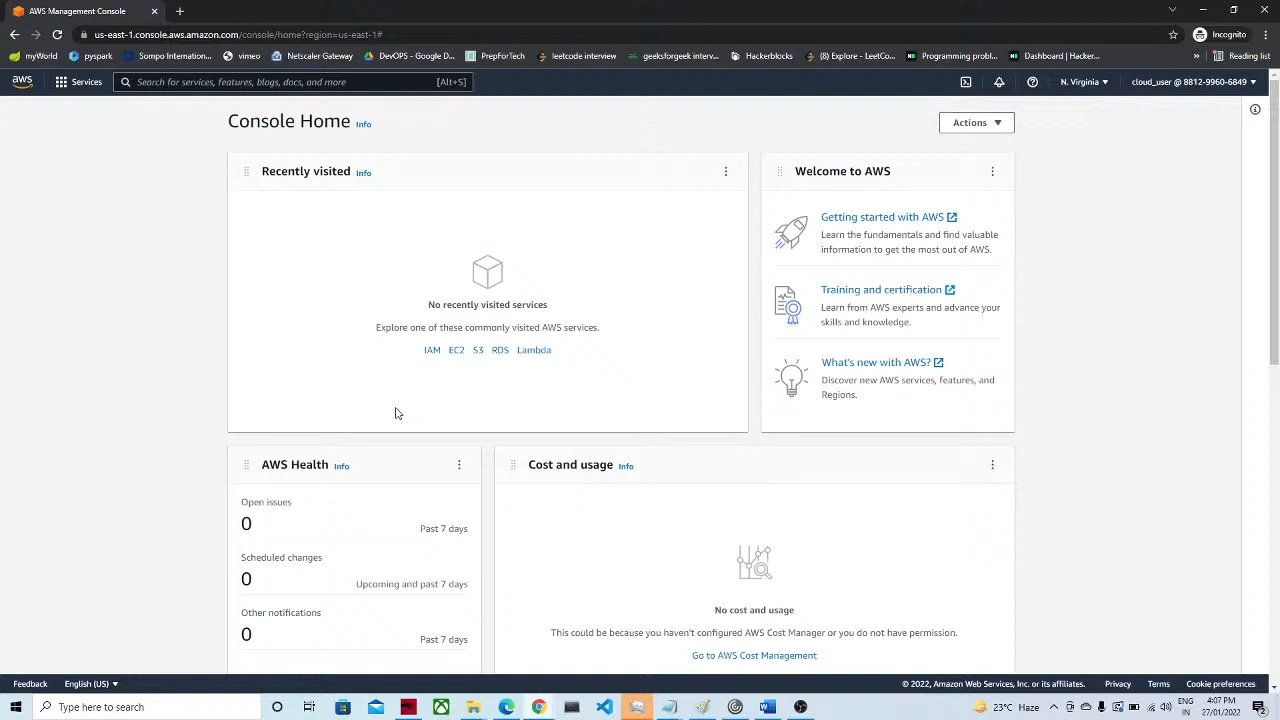 AWS Management Console
us-east-1.console.aws.amazon.com/console/home?region=us-east-1#
Incognito
myWorld
pyspark
Sompo Internation...
vimeo
Netscaler Gateway
DevOPS - Google D...
PrepForTech
leetcode interview
geeksforgeek interv...
Hackerblocks
(8) Explore - LeetCo...
Programming probl...
Dashboard | Hacker...
Reading list
aws
Services
Search for services, features, blogs, docs, and more
[Alt+S]
N. Virginia
cloud_user @ 8812-9960-6849
Console Home Info
Actions
Recently visited Info
No recently visited services
Explore one of these commonly visited AWS services.
IAM EC2 S3 RDS Lambda
Welcome to AWS
Getting started with AWS
Learn the fundamentals and find valuable
information to get the most out of AWS.
Training and certification
Learn from AWS experts and advance your
skills and knowledge.
What's new with AWS?
Discover new AWS services, features, and
Regions.
AWS Health Info
Open issues
0
Past 7 days
Scheduled changes
0
Upcoming and past 7 days
Other notifications
0
Past 7 days
Cost and usage Info
No cost and usage
This could be because you haven't configured AWS Cost Manager or you do not have permission.
Go to AWS Cost Management
Feedback
English (US)
© 2022, Amazon Web Services, Inc. or its affiliates.
Privacy
Terms
Cookie preferences
Type here to search
23°C Haze
ENG
IN
4:07 PM
27/01/2022